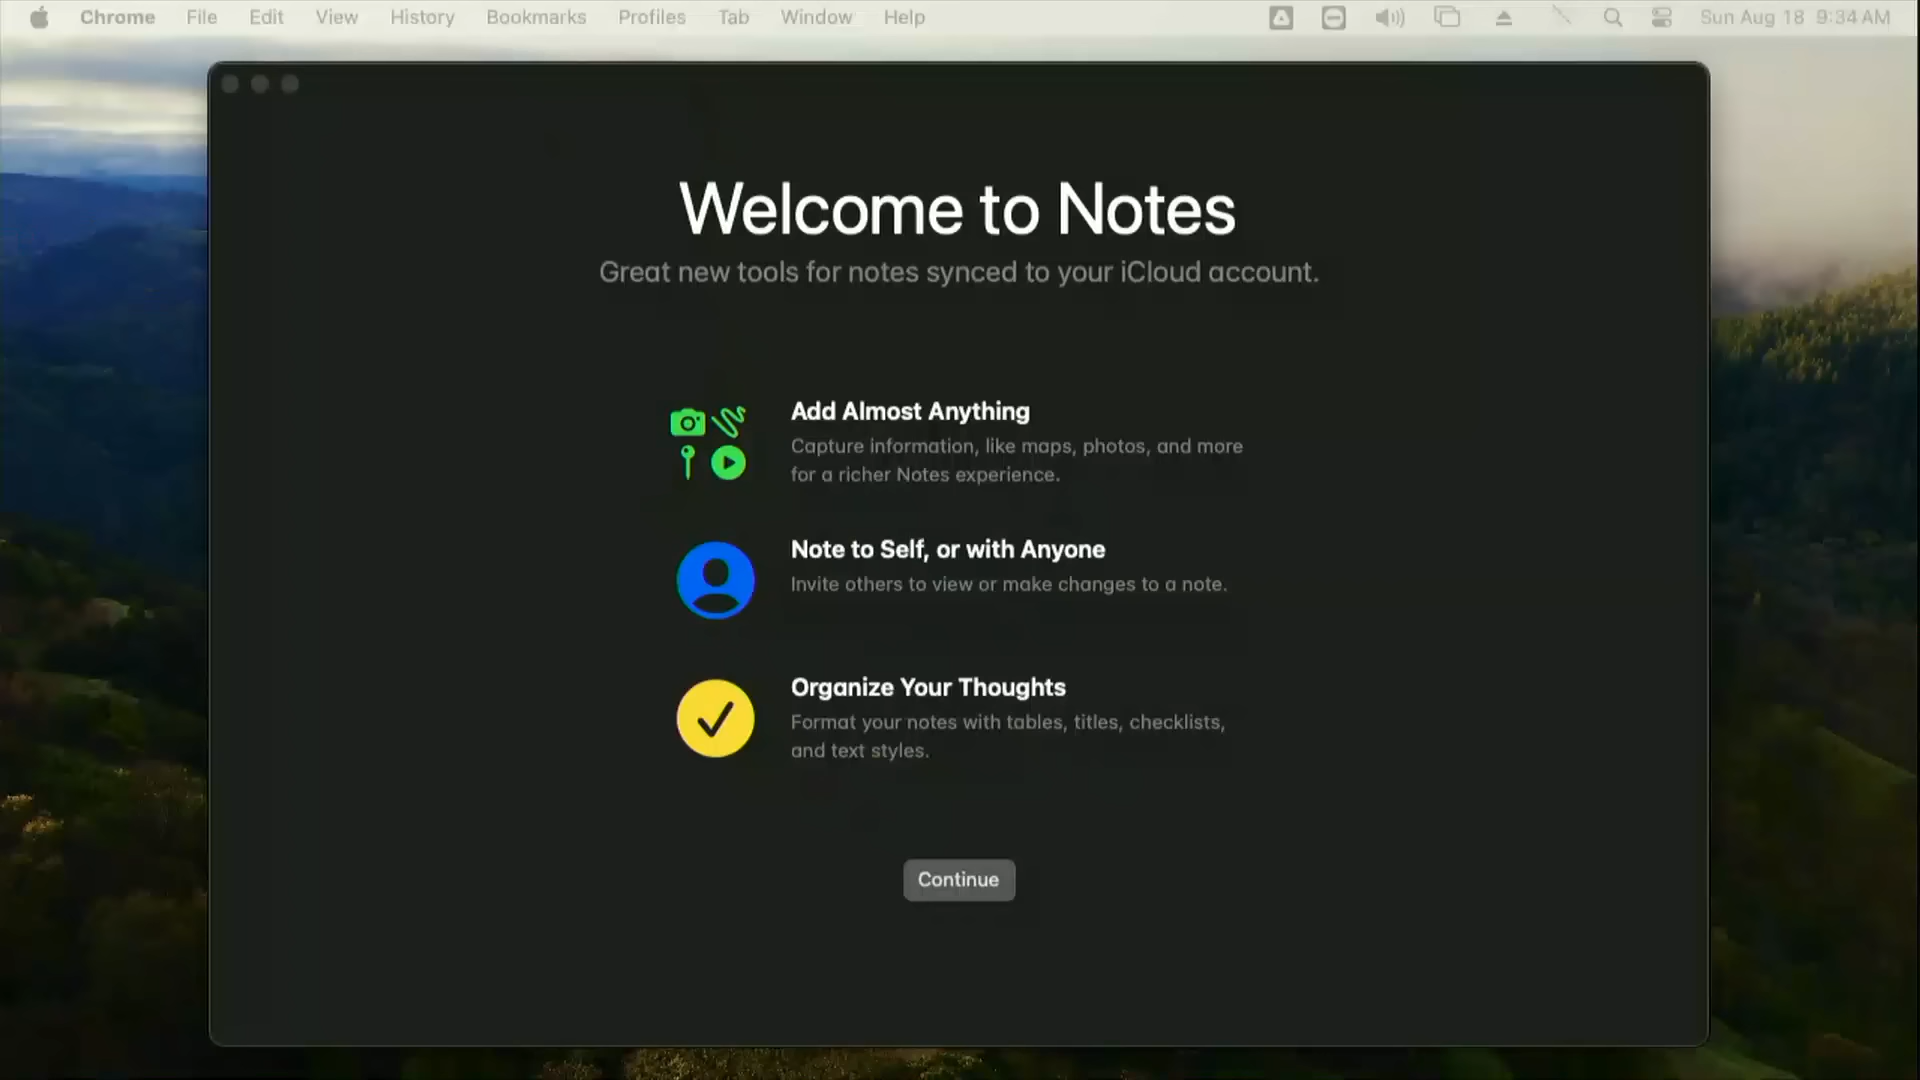 Chrome File Edit View History Bookmarks Profiles Tab Window Help Sun Aug 18 9:34 AM
Welcome to Notes
Great new tools for notes synced to your iCloud account.
Add Almost Anything
Capture information, like maps, photos, and more
for a richer Notes experience.
Note to Self, or with Anyone
Invite others to view or make changes to a note.
Organize Your Thoughts
Format your notes with tables, titles, checklists,
and text styles.
Continue